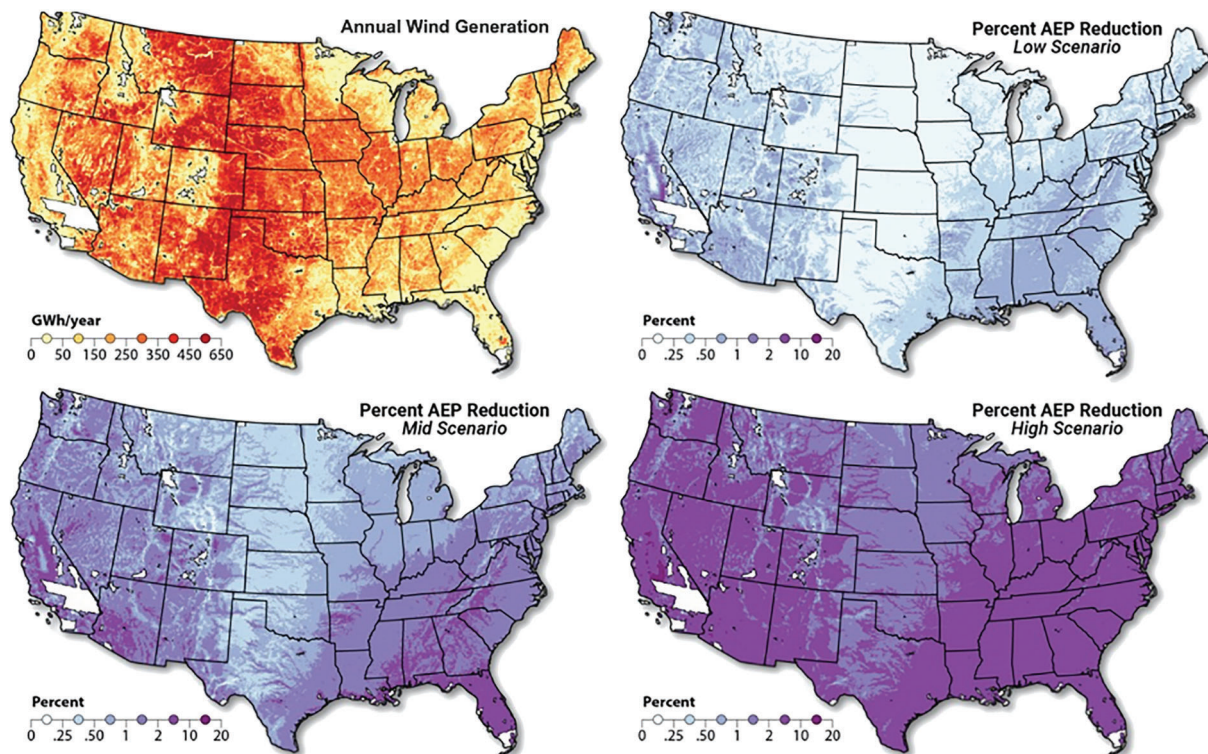 Annual Wind Generation
GWh/year
0 50 150 250 350 450 650
Percent AEP Reduction
Low Scenario
Percent
0 .25 .50 1 2 10 20
Percent AEP Reduction
Mid Scenario
Percent
0 .25 .50 1 2 10 20
Percent AEP Reduction
High Scenario
Percent
0 .25 .50 1 2 10 20